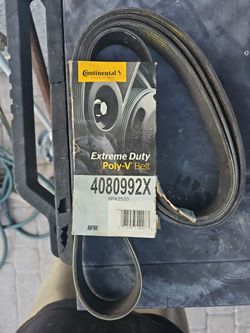 Continental
Extreme Duty
Poly-V® Belt
4080992X
8PK2520